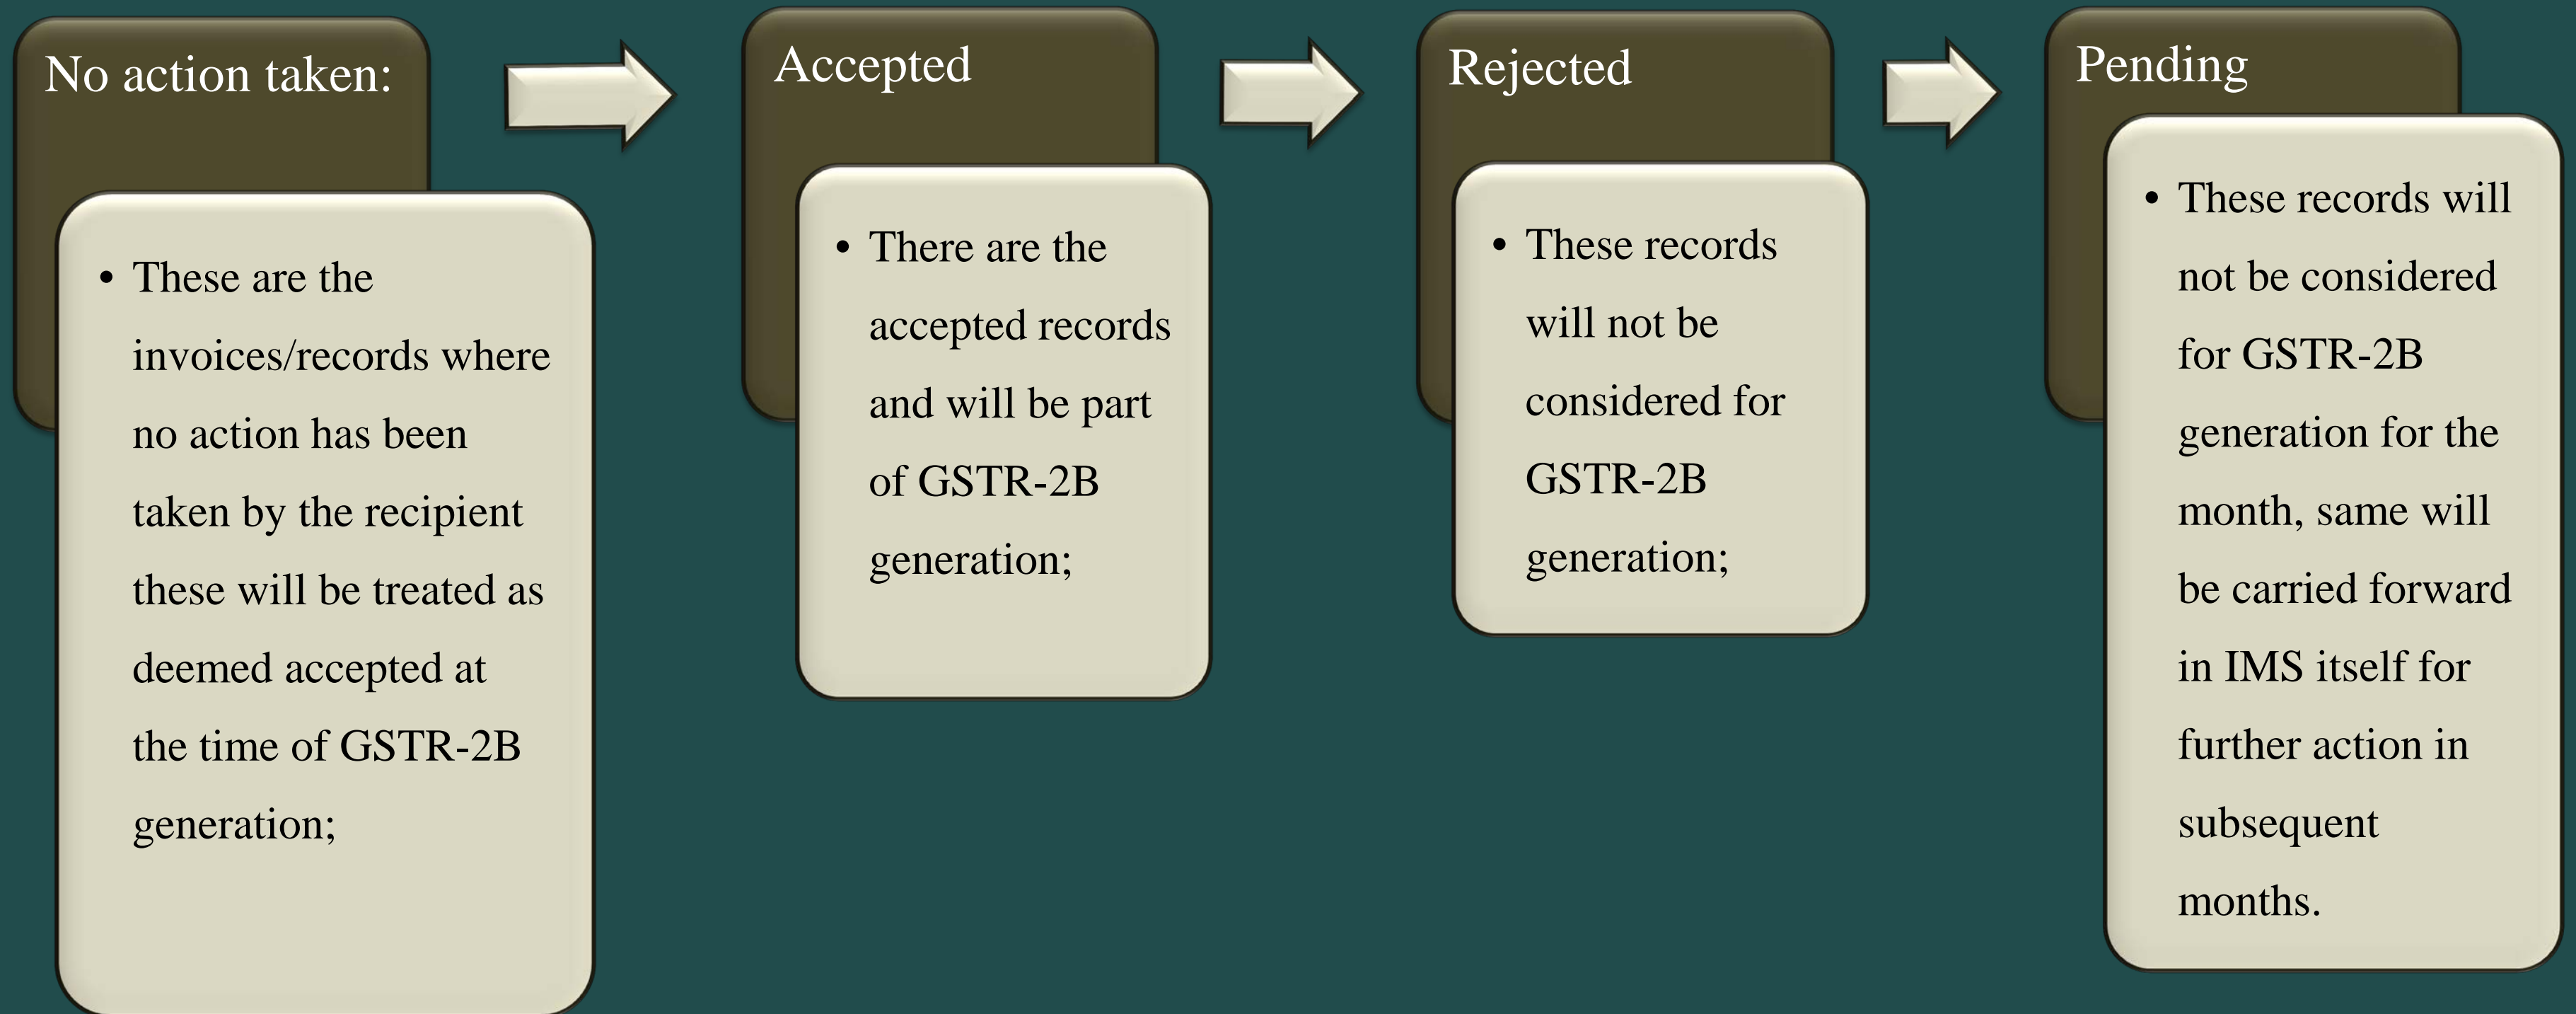 No action taken:
• These are the
invoices/records where
no action has been
taken by the recipient
these will be treated as
deemed accepted at
the time of GSTR-2B
generation;
Accepted
• There are the
accepted records
and will be part
of GSTR-2B
generation;
Rejected
• These records
will not be
considered for
GSTR-2B
generation;
Pending
• These records will
not be considered
for GSTR-2B
generation for the
month, same will
be carried forward
in IMS itself for
further action in
subsequent
months.